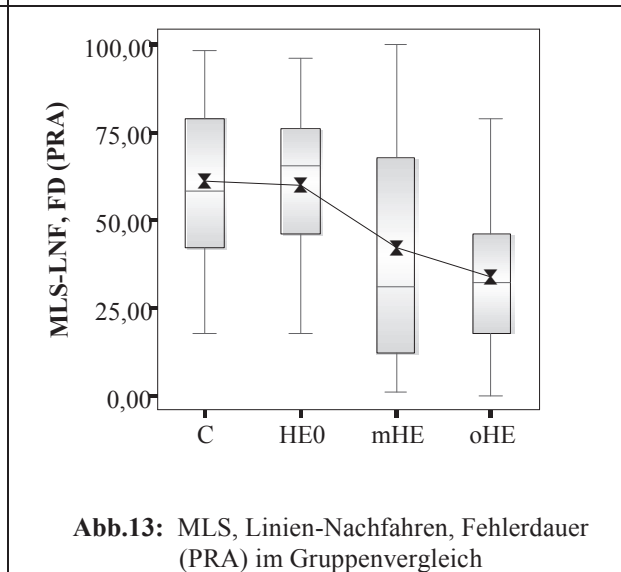 100,00
75,00
50,00
25,00
0,00
MLS-LNF, FD (PRA)
C HE0 mHE oHE
Abb.13: MLS, Linien-Nachfahren, Fehlerdauer
(PRA) im Gruppenvergleich